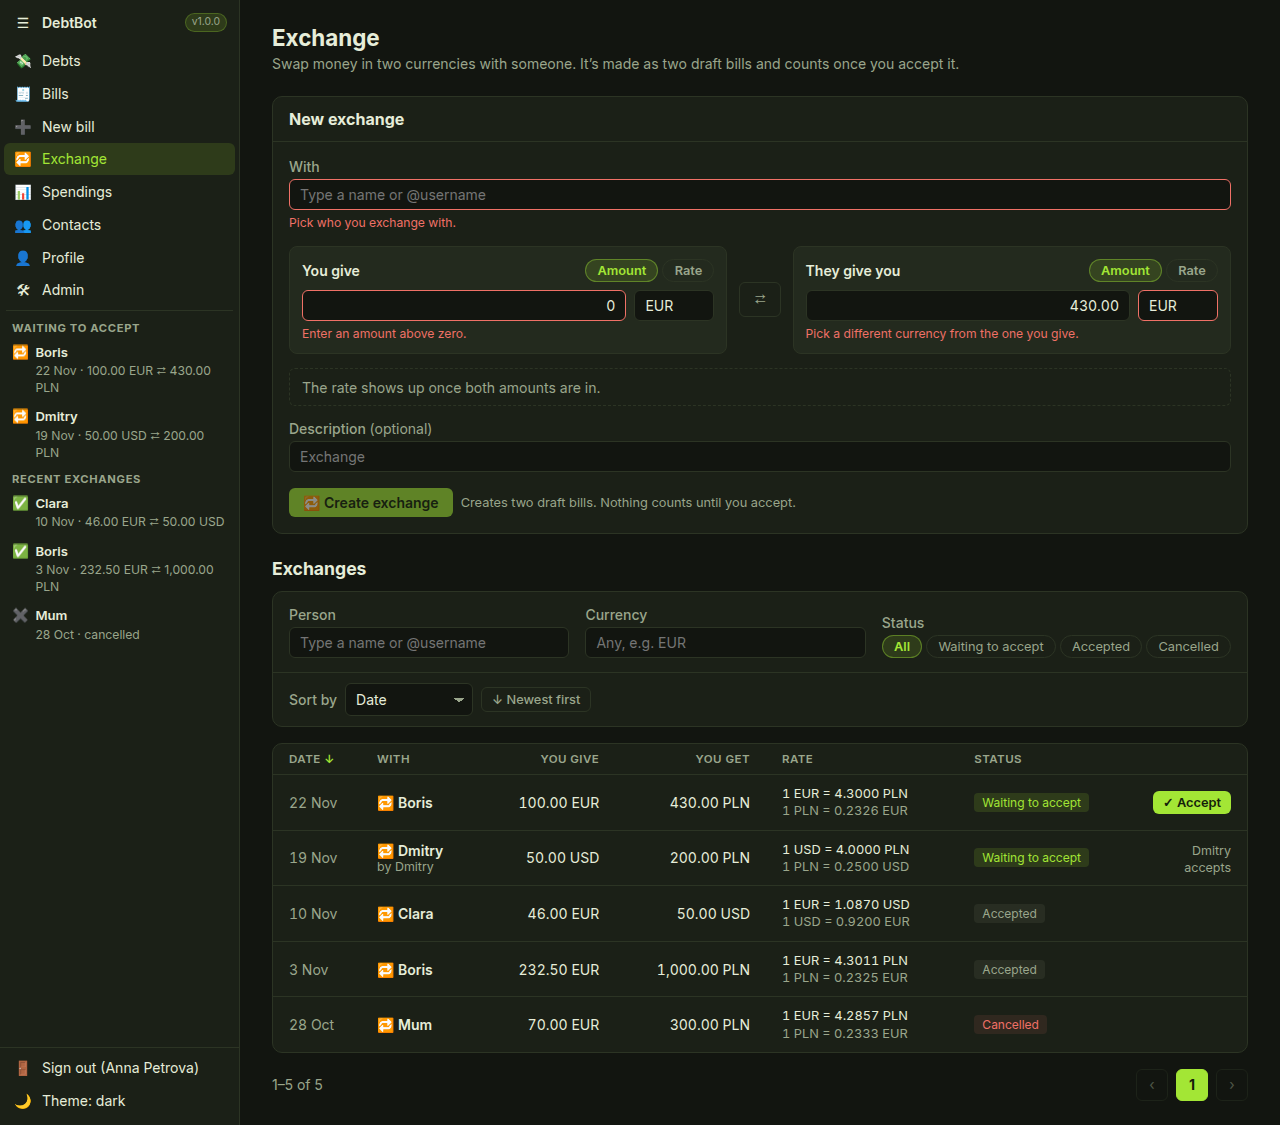 DebtBot
v1.0.0
Debts
Bills
New bill
Exchange
Spendings
Contacts
Profile
Admin
WAITING TO ACCEPT
Boris
22 Nov · 100.00 EUR ⇄ 430.00
PLN
Dmitry
19 Nov · 50.00 USD ⇄ 200.00
PLN
RECENT EXCHANGES
Clara
10 Nov · 46.00 EUR ⇄ 50.00 USD
Boris
3 Nov · 232.50 EUR ⇄ 1,000.00
PLN
Mum
28 Oct · cancelled
Sign out (Anna Petrova)
Theme: dark
Exchange
Swap money in two currencies with someone. It’s made as two draft bills and counts once you accept it.
New exchange
With
Type a name or @username
Pick who you exchange with.
You give
Amount
Rate
0
EUR
Enter an amount above zero.
⇄
They give you
Amount
Rate
430.00
EUR
Pick a different currency from the one you give.
The rate shows up once both amounts are in.
Description (optional)
Exchange
Create exchange
Creates two draft bills. Nothing counts until you accept.
Exchanges
Person
Type a name or @username
Currency
Any, e.g. EUR
Status
All
Waiting to accept
Accepted
Cancelled
Sort by
Date
↓ Newest first
DATE ↓
WITH
YOU GIVE
YOU GET
RATE
STATUS
22 Nov
Boris
100.00 EUR
430.00 PLN
1 EUR = 4.3000 PLN
1 PLN = 0.2326 EUR
Waiting to accept
✓ Accept
19 Nov
Dmitry
by Dmitry
50.00 USD
200.00 PLN
1 USD = 4.0000 PLN
1 PLN = 0.2500 USD
Waiting to accept
Dmitry
accepts
10 Nov
Clara
46.00 EUR
50.00 USD
1 EUR = 1.0870 USD
1 USD = 0.9200 EUR
Accepted
3 Nov
Boris
232.50 EUR
1,000.00 PLN
1 EUR = 4.3011 PLN
1 PLN = 0.2325 EUR
Accepted
28 Oct
Mum
70.00 EUR
300.00 PLN
1 EUR = 4.2857 PLN
1 PLN = 0.2333 EUR
Cancelled
1–5 of 5
‹
1
›